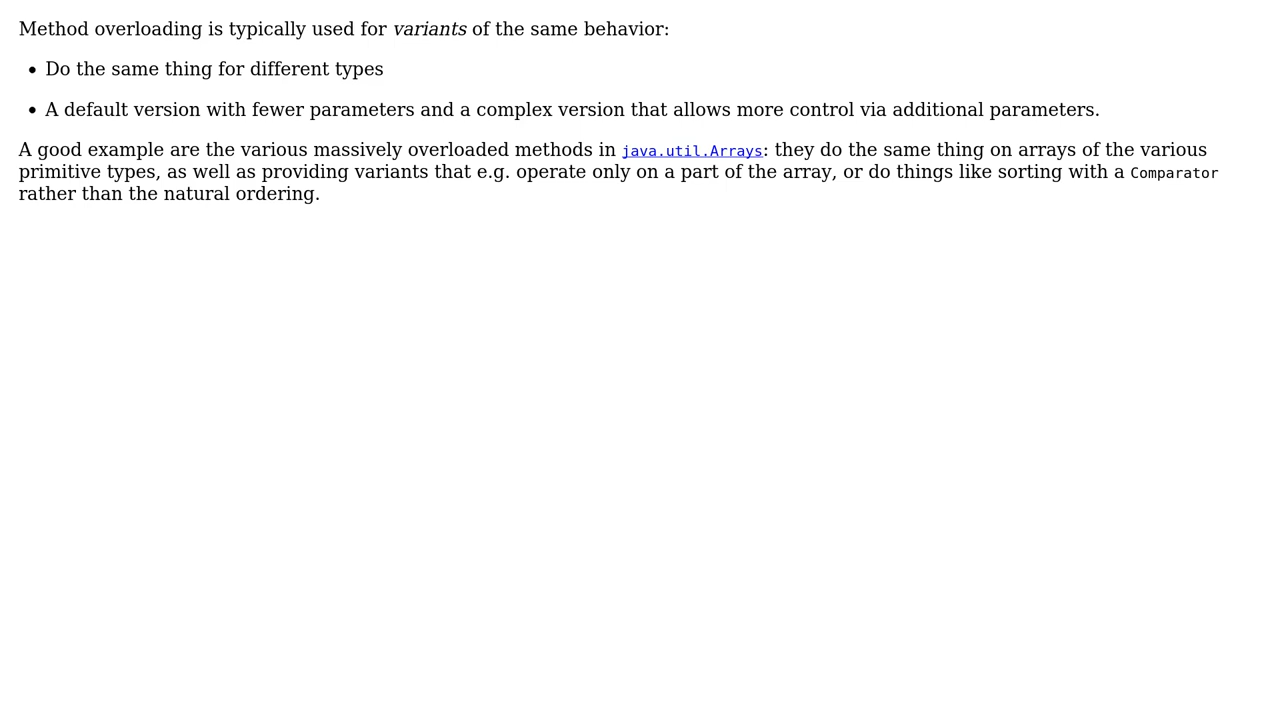 Method overloading is typically used for variants of the same behavior:
Do the same thing for different types
A default version with fewer parameters and a complex version that allows more control via additional parameters.
A good example are the various massively overloaded methods in java.util.Arrays: they do the same thing on arrays of the various
primitive types, as well as providing variants that e.g. operate only on a part of the array, or do things like sorting with a Comparator
rather than the natural ordering.